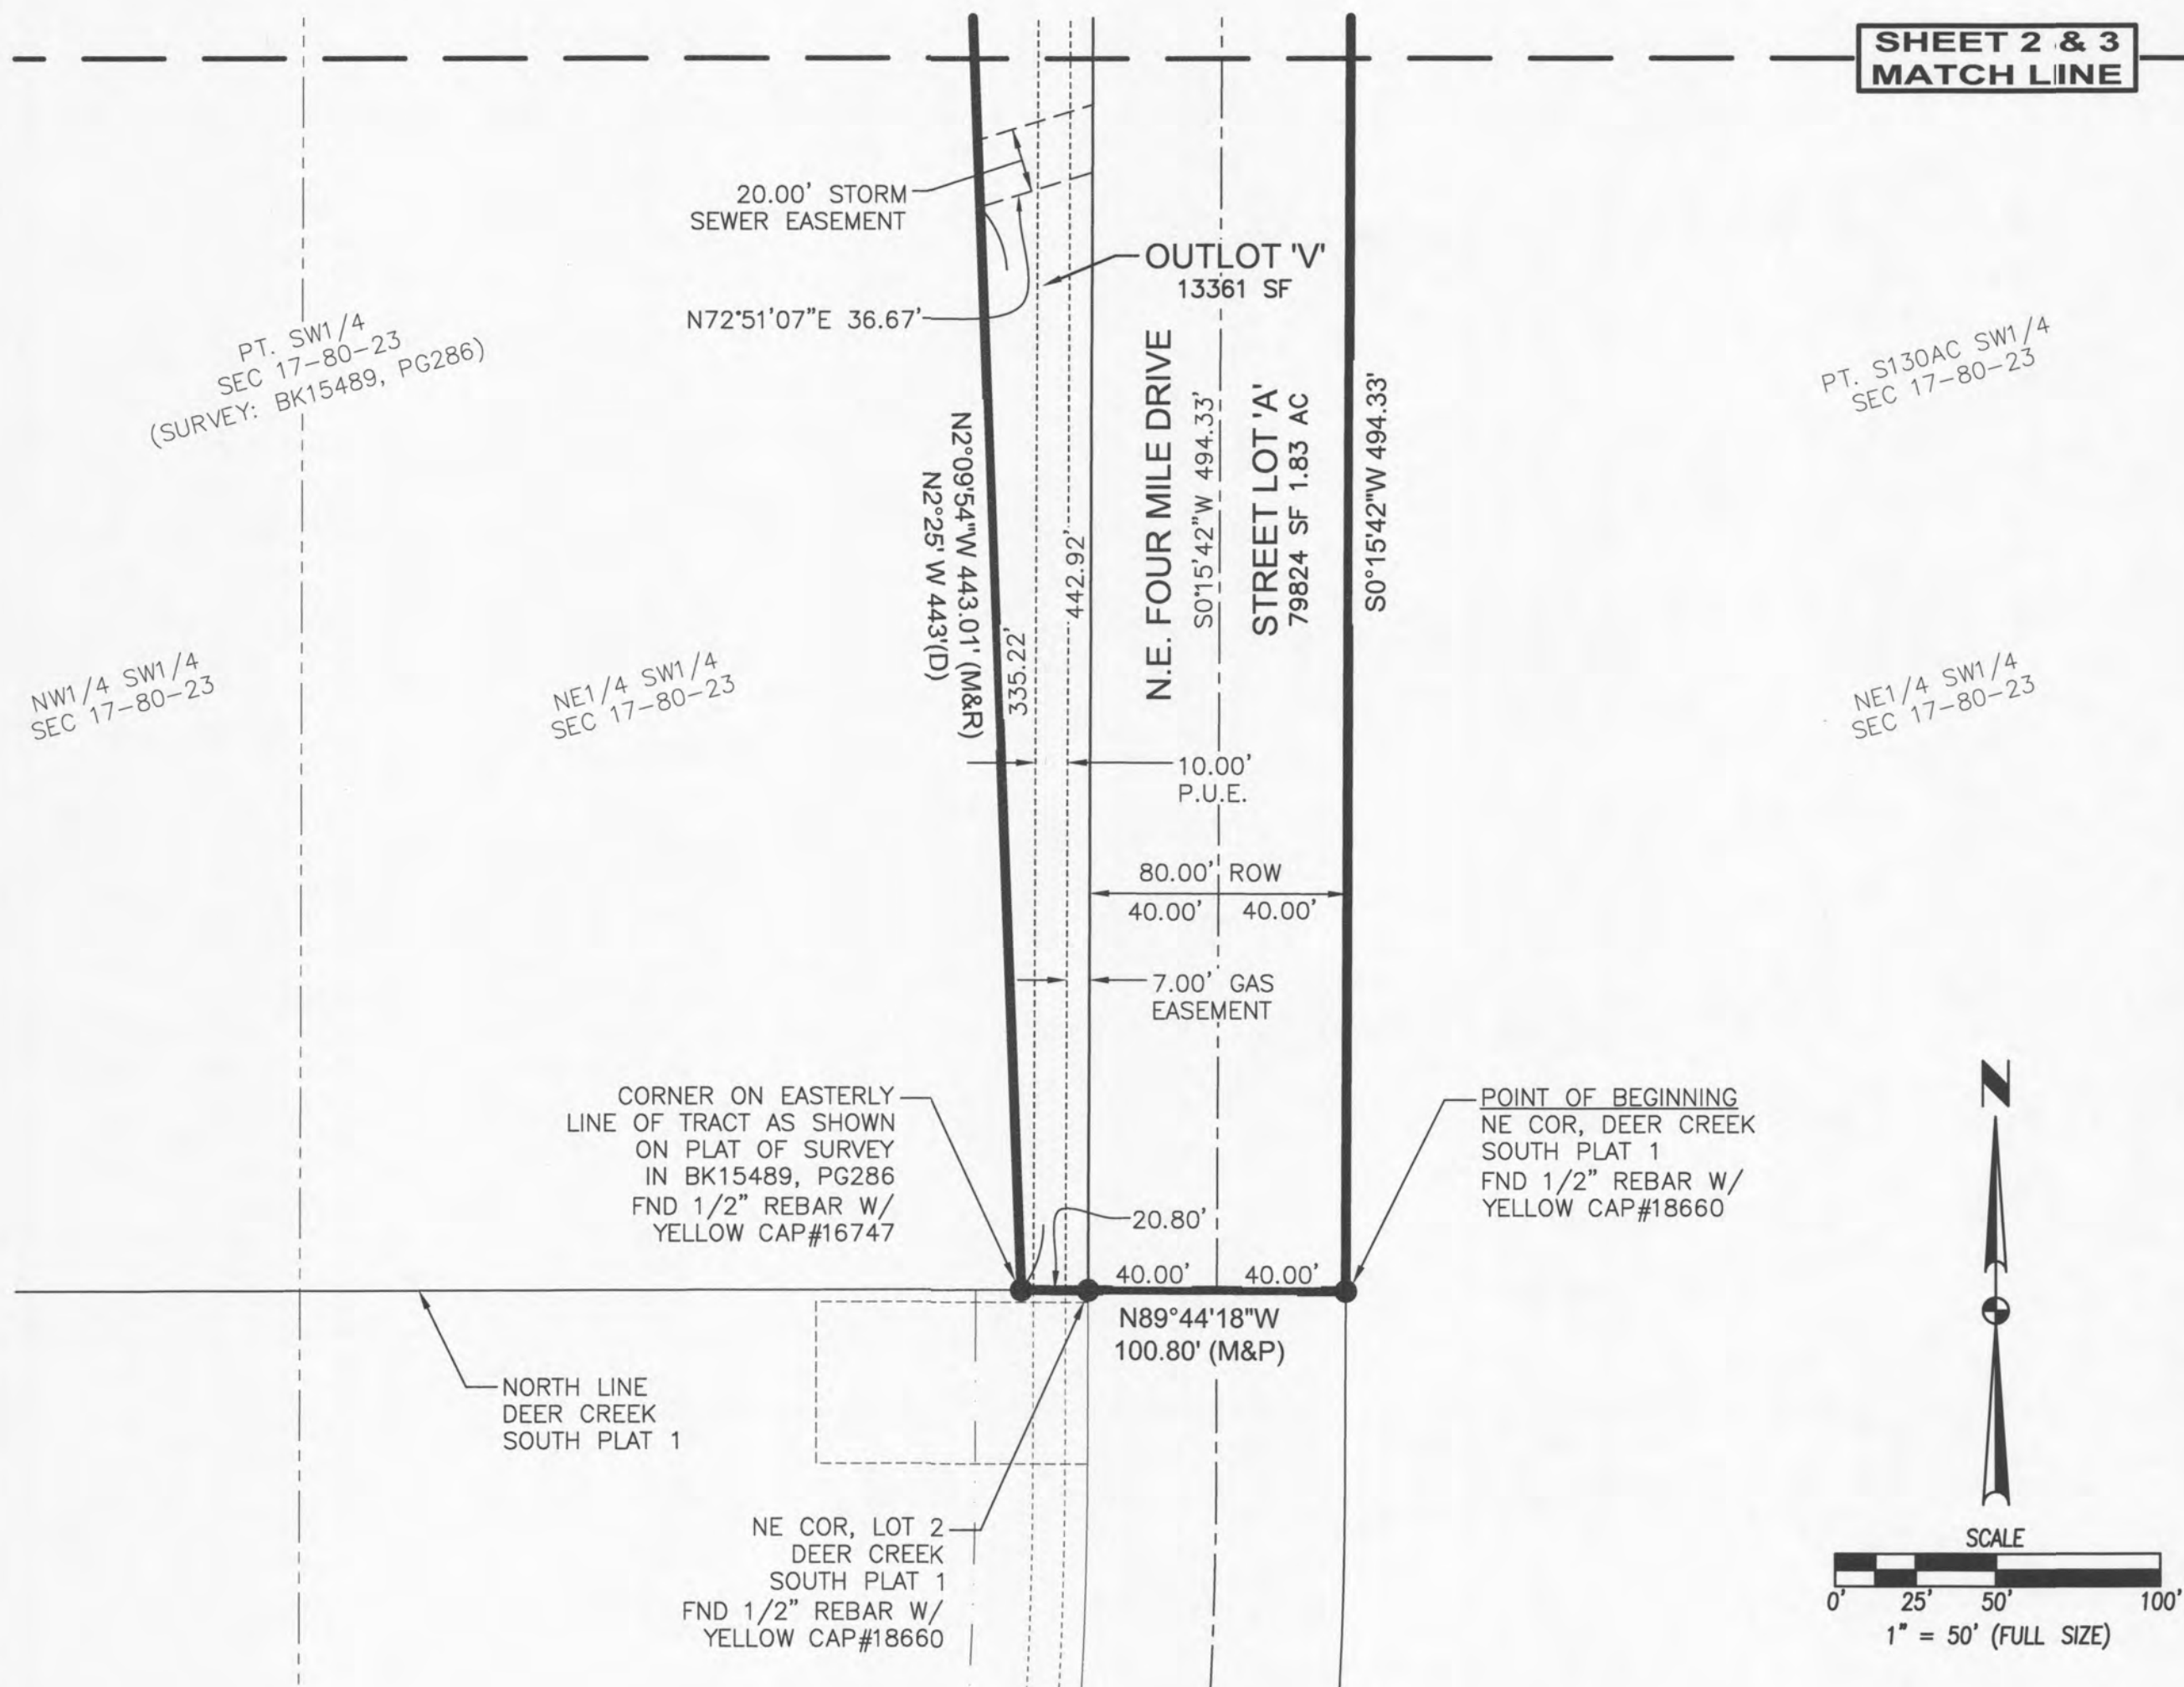 SHEET 2 & 3
MATCH LINE
20.00' STORM
SEWER EASEMENT
OUTLOT 'V'
13361 SF
N72°51'07"E 36.67'
PT. SW1/4
SEC 17-80-23
(SURVEY: BK15489, PG286)
PT. S130AC SW1/4
SEC 17-80-23
N2°09'54"W 443.01' (M&R)
N2°25' W 443'(D)
335.22'
442.92'
N.E. FOUR MILE DRIVE
S0°15'42"W 494.33'
STREET LOT 'A'
79824 SF 1.83 AC
S0°15'42"W 494.33'
NW1/4 SW1/4
SEC 17-80-23
NE1/4 SW1/4
SEC 17-80-23
NE1/4 SW1/4
SEC 17-80-23
10.00'
P.U.E.
80.00' ROW
40.00' 40.00'
7.00' GAS
EASEMENT
CORNER ON EASTERLY
LINE OF TRACT AS SHOWN
ON PLAT OF SURVEY
IN BK15489, PG286
FND 1/2" REBAR W/
YELLOW CAP#16747
POINT OF BEGINNING
NE COR, DEER CREEK
SOUTH PLAT 1
FND 1/2" REBAR W/
YELLOW CAP#18660
20.80'
40.00' 40.00'
N89°44'18"W
100.80' (M&P)
NORTH LINE
DEER CREEK
SOUTH PLAT 1
NE COR, LOT 2
DEER CREEK
SOUTH PLAT 1
FND 1/2" REBAR W/
YELLOW CAP#18660
N
SCALE
0' 25' 50' 100'
1" = 50' (FULL SIZE)